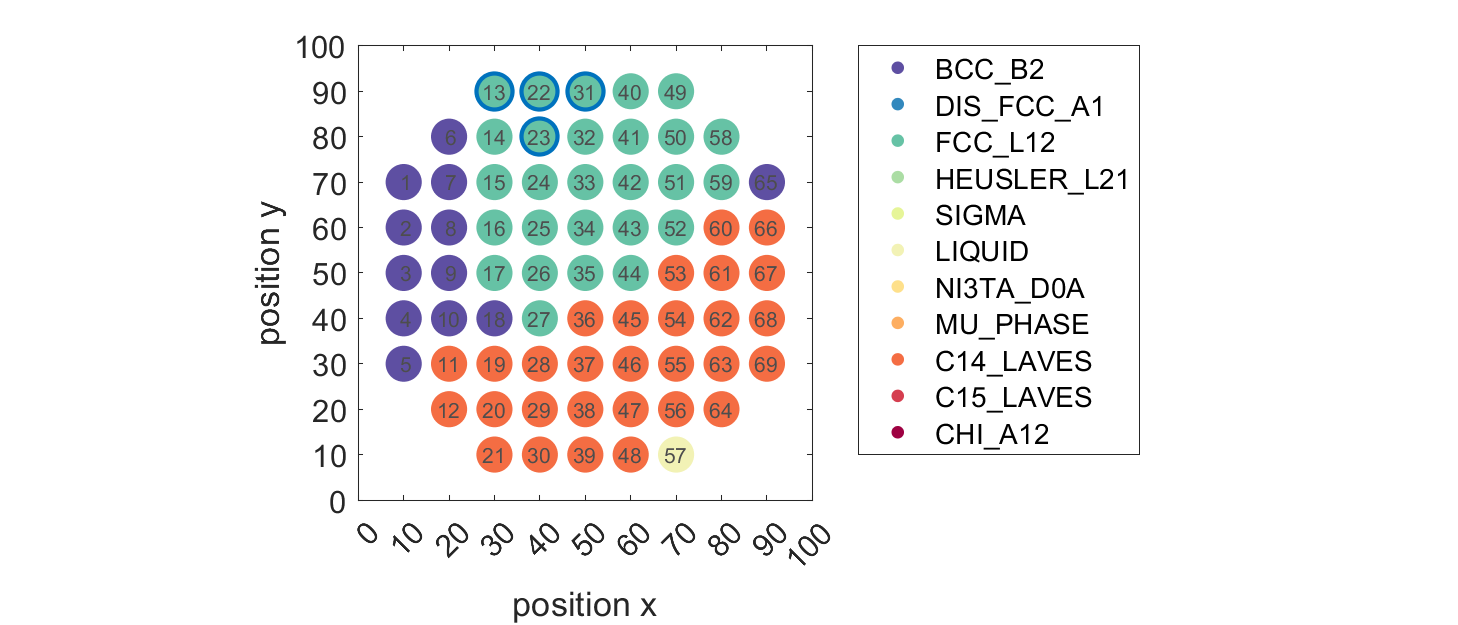 100
90 13 22 31 40 49
80 6 14 23 32 41 50 58
70 1 7 15 24 33 42 51 59 65
60 2 8 16 25 34 43 52 60 66
50 3 9 17 26 35 44 53 61 67
40 4 10 18 27 36 45 54 62 68
30 5 11 19 28 37 46 55 63 69
20 12 20 29 38 47 56 64
10 21 30 39 48 57
0
0 10 20 30 40 50 60 70 80 90 100
position x
position y
BCC_B2
DIS_FCC_A1
FCC_L12
HEUSLER_L21
SIGMA
LIQUID
NI3TA_D0A
MU_PHASE
C14_LAVES
C15_LAVES
CHI_A12